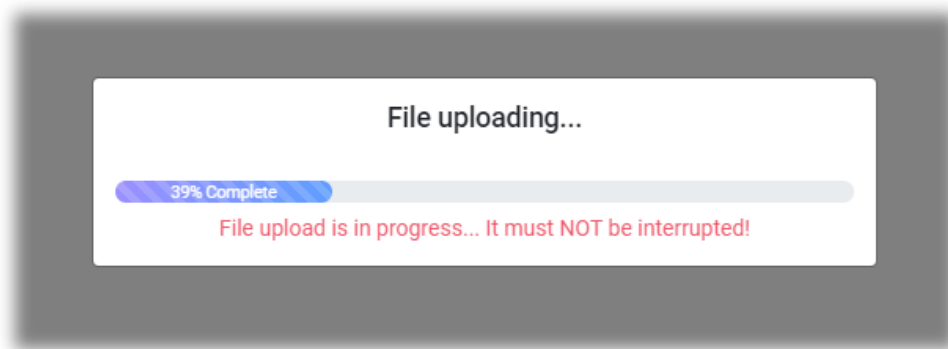 File uploading...
39% Complete
File upload is in progress... It must NOT be interrupted!